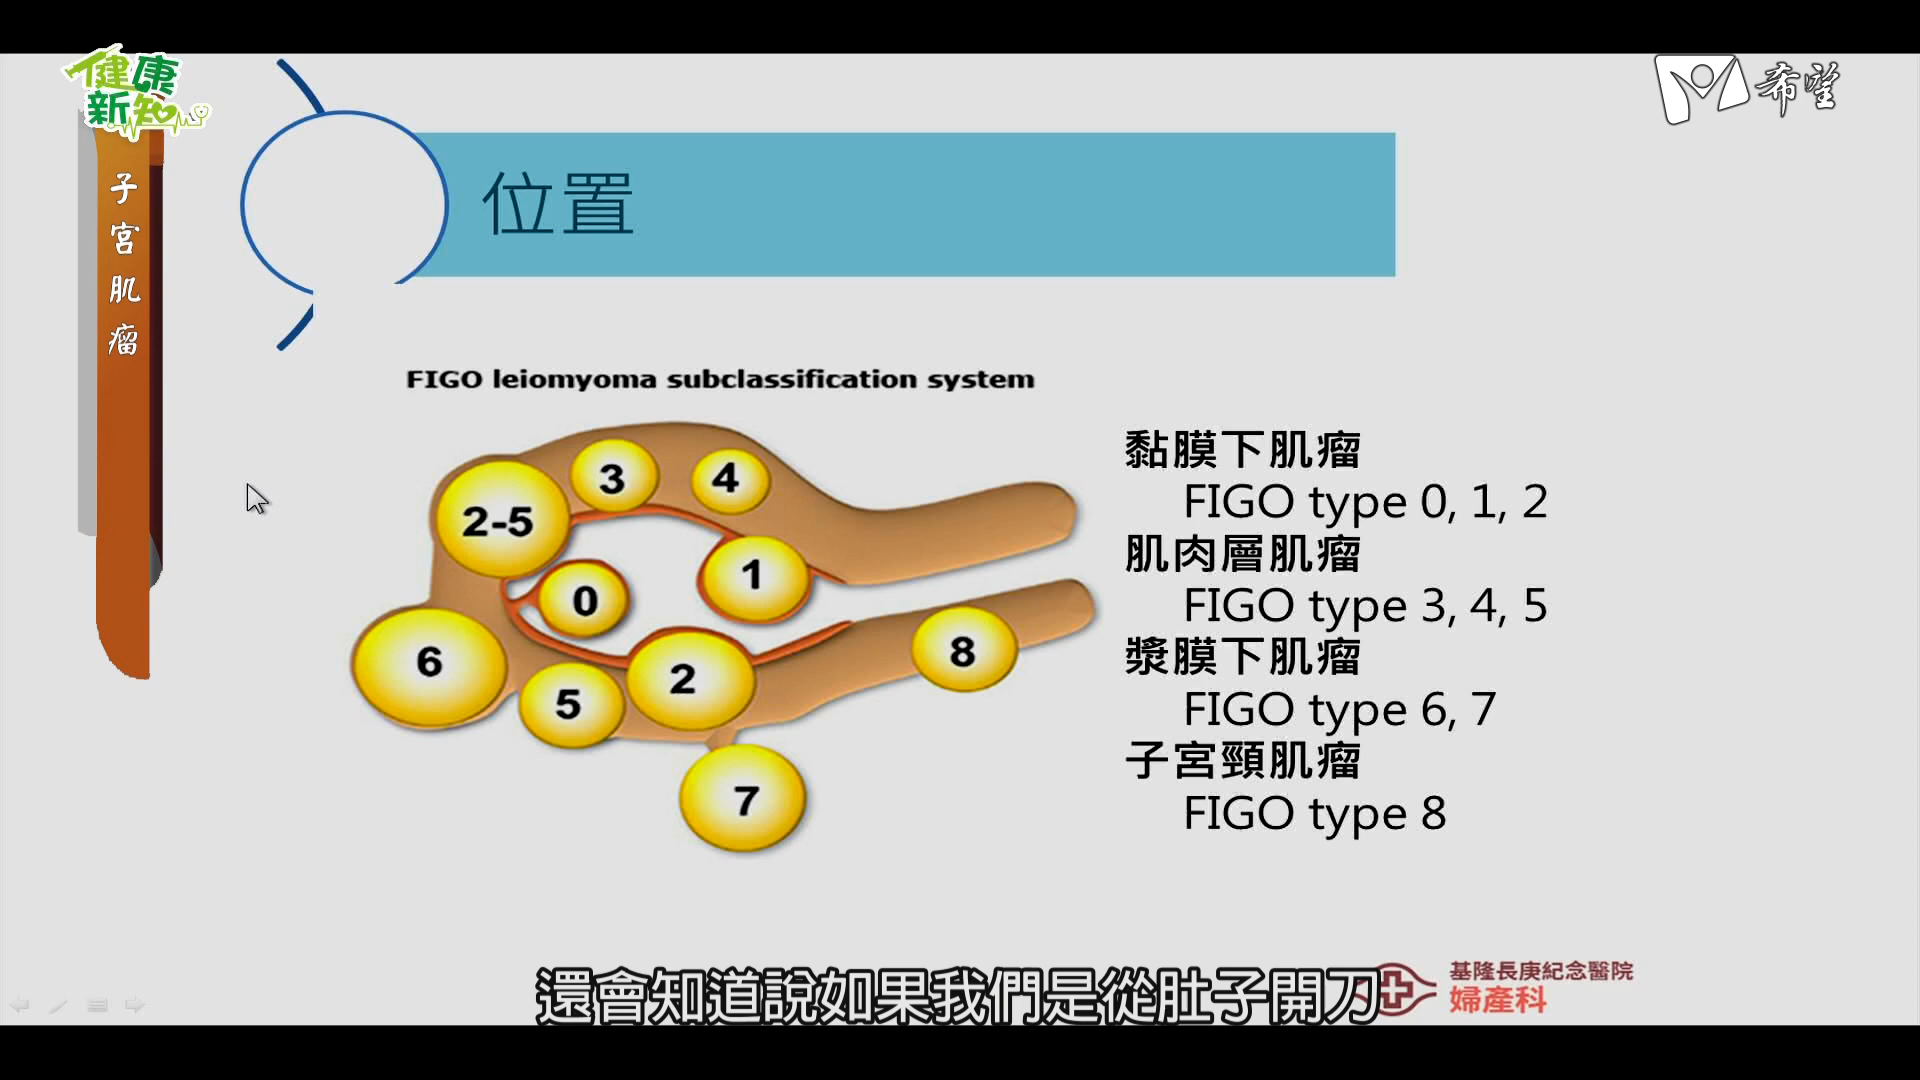 健康
新知
希望
子宮肌瘤
位置
FIGO leiomyoma subclassification system
3
4
2-5
1
0
6
2
8
5
7
黏膜下肌瘤
FIGO type 0, 1, 2
肌肉層肌瘤
FIGO type 3, 4, 5
漿膜下肌瘤
FIGO type 6, 7
子宮頸肌瘤
FIGO type 8
基隆長庚紀念醫院
婦產科
還會知道說如果我們是從肚子開刀